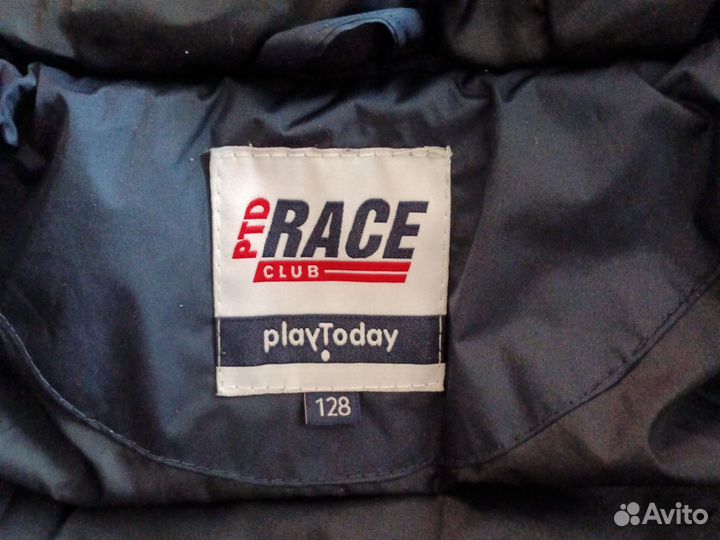 PTD RACE
CLUB
playToday
128
Avito